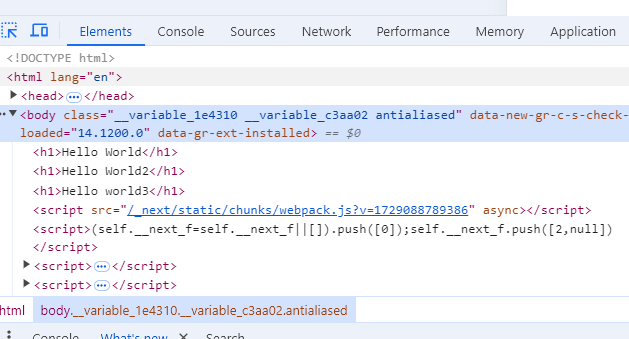 Elements Console Sources Network Performance Memory Application
<!DOCTYPE html>
<html lang="en">
<head>…</head>
<body class="__variable_1e4310 __variable_c3aa02 antialiased" data-new-gr-c-s-check-
loaded="14.1200.0" data-gr-ext-installed> == $0
<h1>Hello World</h1>
<h1>Hello World2</h1>
<h1>Hello world3</h1>
<script src="/_next/static/chunks/webpack.js?v=1729088789386" async></script>
<script>(self.__next_f=self.__next_f||[]).push([0]);self.__next_f.push([2,null])
</script>
<script>…</script>
<script>…</script>
html body.__variable_1e4310.__variable_c3aa02.antialiased
Console What's new Search